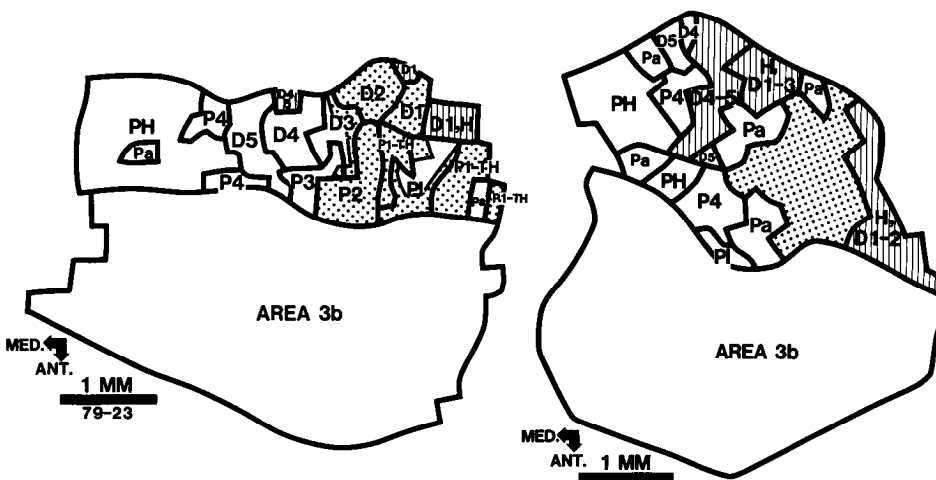 D1
D2
D4
D1
P4
D5
D4
D3
D1,H
PH
Pa
P1-TH
P1-TH
P3
P4
P2
Pl
Pa
P1-TH
AREA 3b
MED.
ANT.
1 MM
79-23
D4
D5
Pa
H,
D1-3
Pa
PH
P4
D4-5
Pa
D5
Pa
PH
P4
Pa
H,
D1-2
Pl
AREA 3b
MED.
ANT.
1 MM